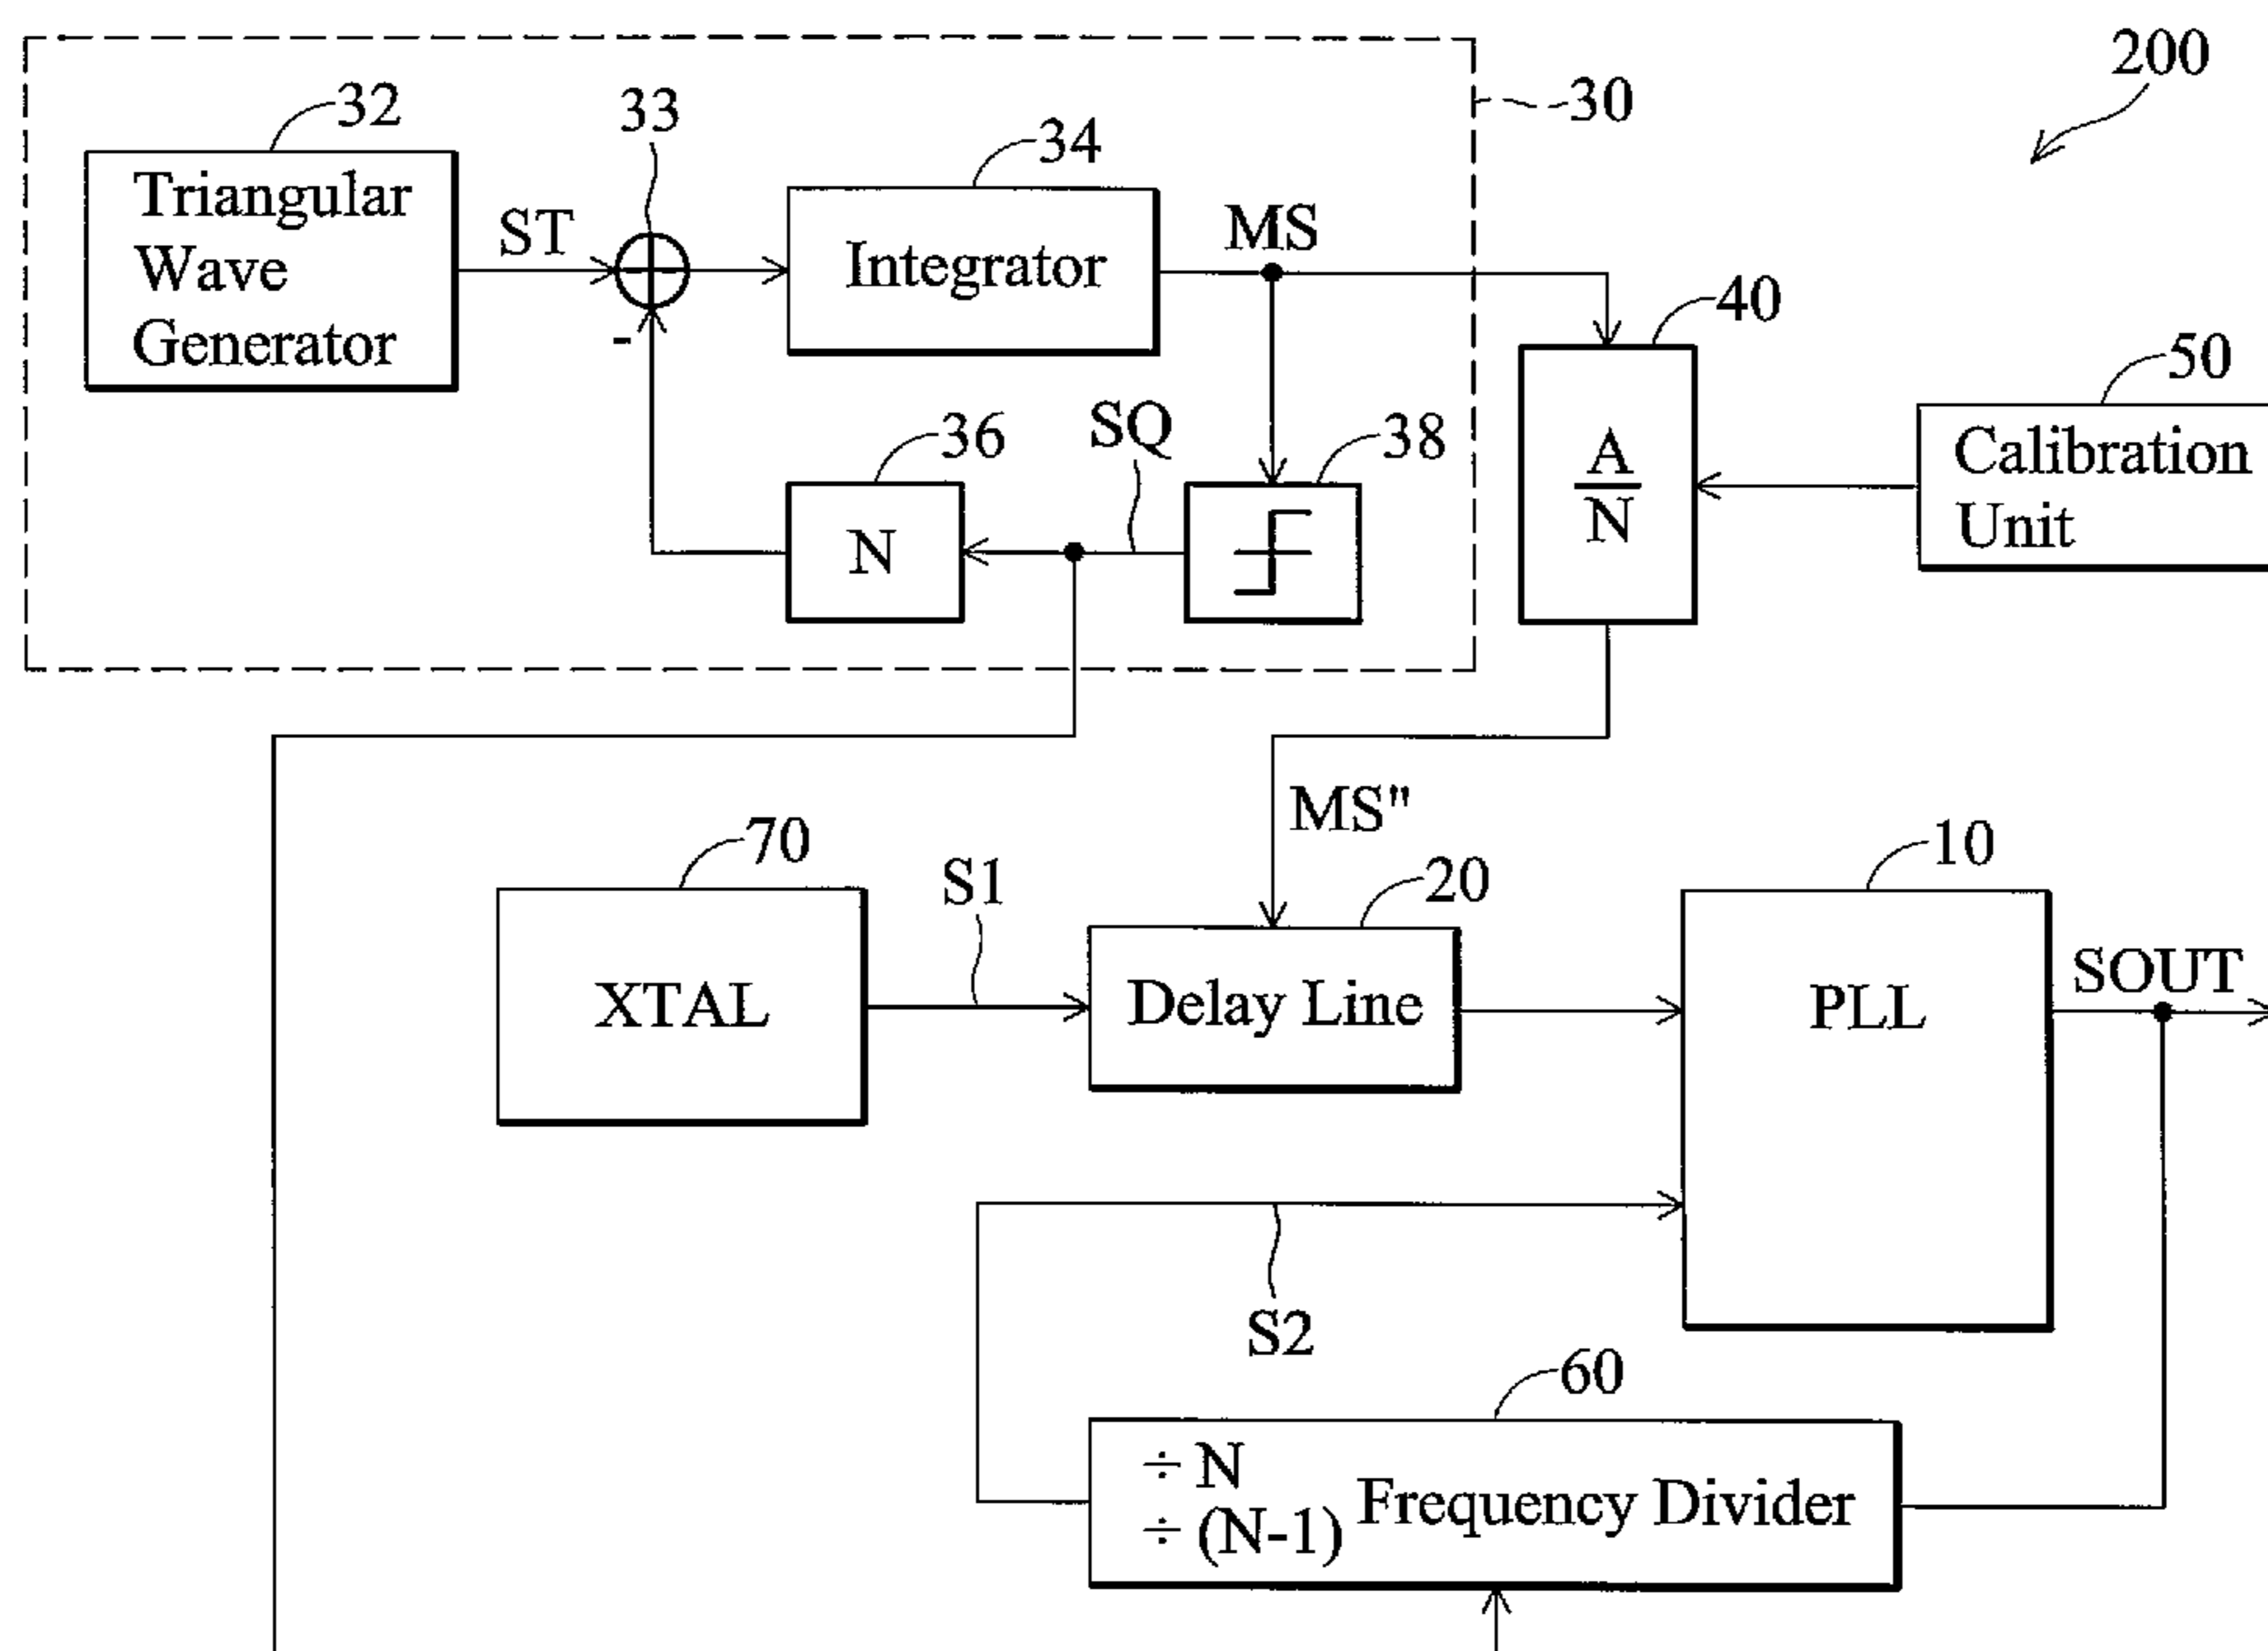 200
30
32
33
34
Triangular
Wave
Generator
ST
Integrator
MS
-
40
50
36
SQ
38
N
A
N
Calibration
Unit
MS"
70
S1
20
10
XTAL
Delay Line
PLL
SOUT
S2
60
÷ N
÷ (N-1)
Frequency Divider